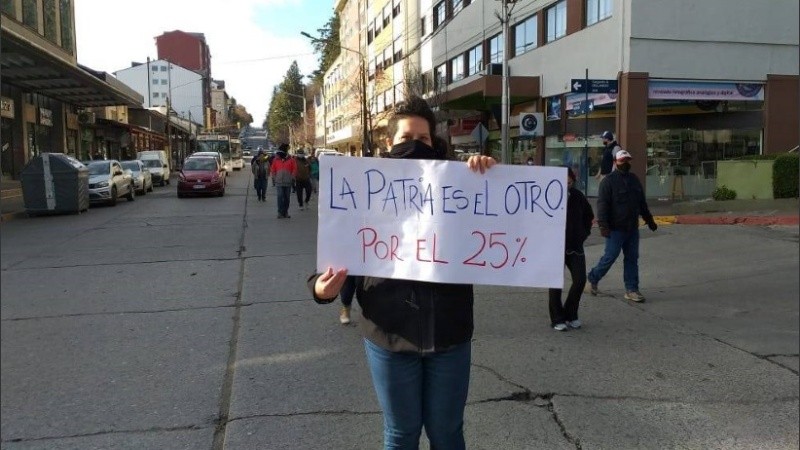 LA PATRIA ES EL OTRO.
POR EL 25%